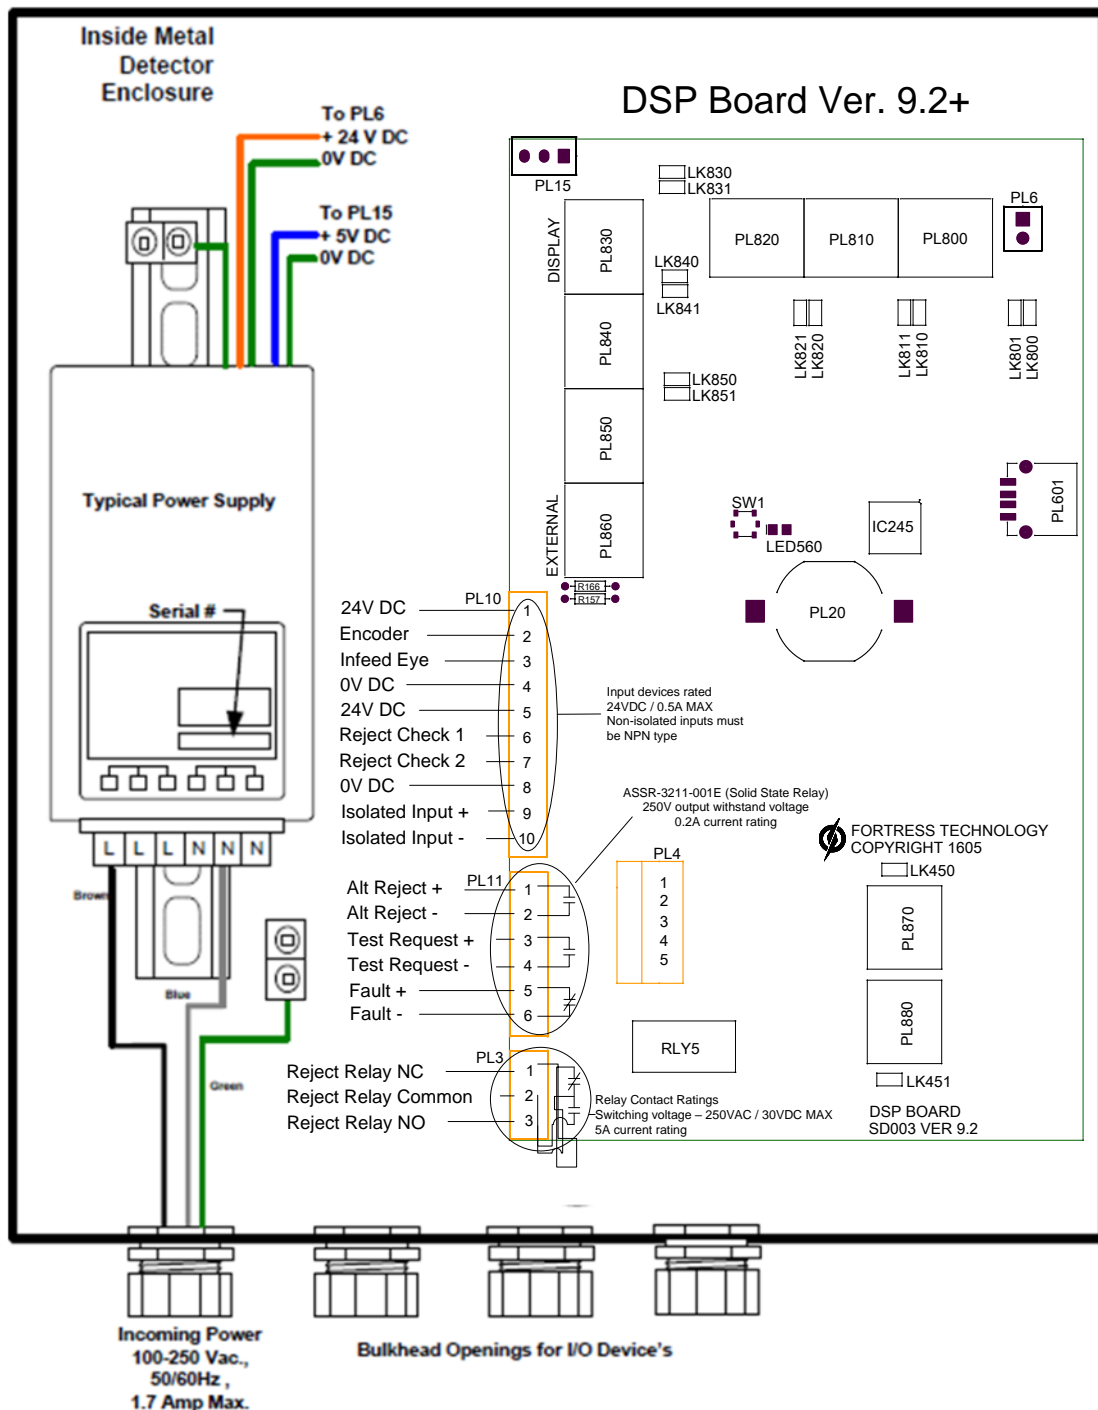 Inside Metal
Detector
Enclosure
DSP Board Ver. 9.2+
To PL6
+ 24 V DC
0V DC
To PL15
+ 5V DC
0V DC
PL15
LK830
LK831
PL6
DISPLAY
PL830
PL820
PL810
PL800
LK840
LK841
PL840
LK821
LK820
LK811
LK810
LK801
LK800
LK850
LK851
PL850
Typical Power Supply
EXTERNAL
PL860
SW1
LED560
IC245
PL601
R166
R157
PL20
Serial #
PL10
24V DC
1
Encoder
2
Infeed Eye
3
0V DC
4
24V DC
5
Reject Check 1
6
Reject Check 2
7
0V DC
8
Isolated Input +
9
Isolated Input -
10
Input devices rated
24VDC / 0.5A MAX
Non-isolated inputs must
be NPN type
ASSR-3211-001E (Solid State Relay)
250V output withstand voltage
0.2A current rating
FORTRESS TECHNOLOGY
COPYRIGHT 1605
L L L N N N
Brown
Blue
Green
PL11
Alt Reject +
1
Alt Reject -
2
Test Request +
3
Test Request -
4
Fault +
5
Fault -
6
PL4
1
2
3
4
5
LK450
PL870
PL880
LK451
RLY5
PL3
Reject Relay NC
1
Reject Relay Common
2
Reject Relay NO
3
Relay Contact Ratings
Switching voltage – 250VAC / 30VDC MAX
5A current rating
DSP BOARD
SD003 VER 9.2
Incoming Power
100-250 Vac.,
50/60Hz ,
1.7 Amp Max.
Bulkhead Openings for I/O Device's